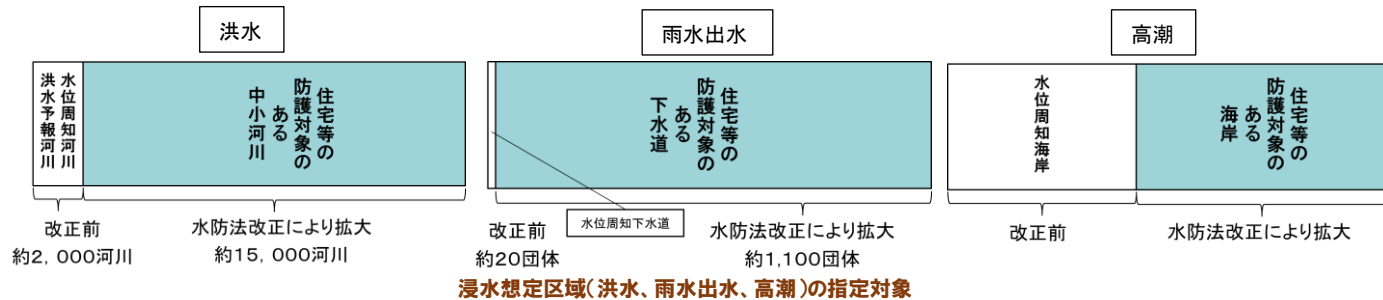 洪水
洪水予報河川
水位周知河川
住宅等の
防護対象の
ある
中小河川
改正前
約2,000河川
水防法改正により拡大
約15,000河川
雨水出水
住宅等の
防護対象の
ある
下水道
水位周知下水道
改正前
約20団体
水防法改正により拡大
約1,100団体
高潮
水位周知海岸
住宅等の
防護対象の
ある
海岸
改正前
水防法改正により拡大
浸水想定区域(洪水、雨水出水、高潮)の指定対象